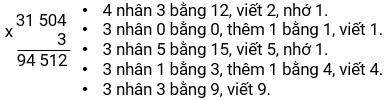 31 504
x
3
94 512
• 4 nhân 3 bằng 12, viết 2, nhớ 1.
• 3 nhân 0 bằng 0, thêm 1 bằng 1, viết 1.
• 3 nhân 5 bằng 15, viết 5, nhớ 1.
• 3 nhân 1 bằng 3, thêm 1 bằng 4, viết 4.
• 3 nhân 3 bằng 9, viết 9.